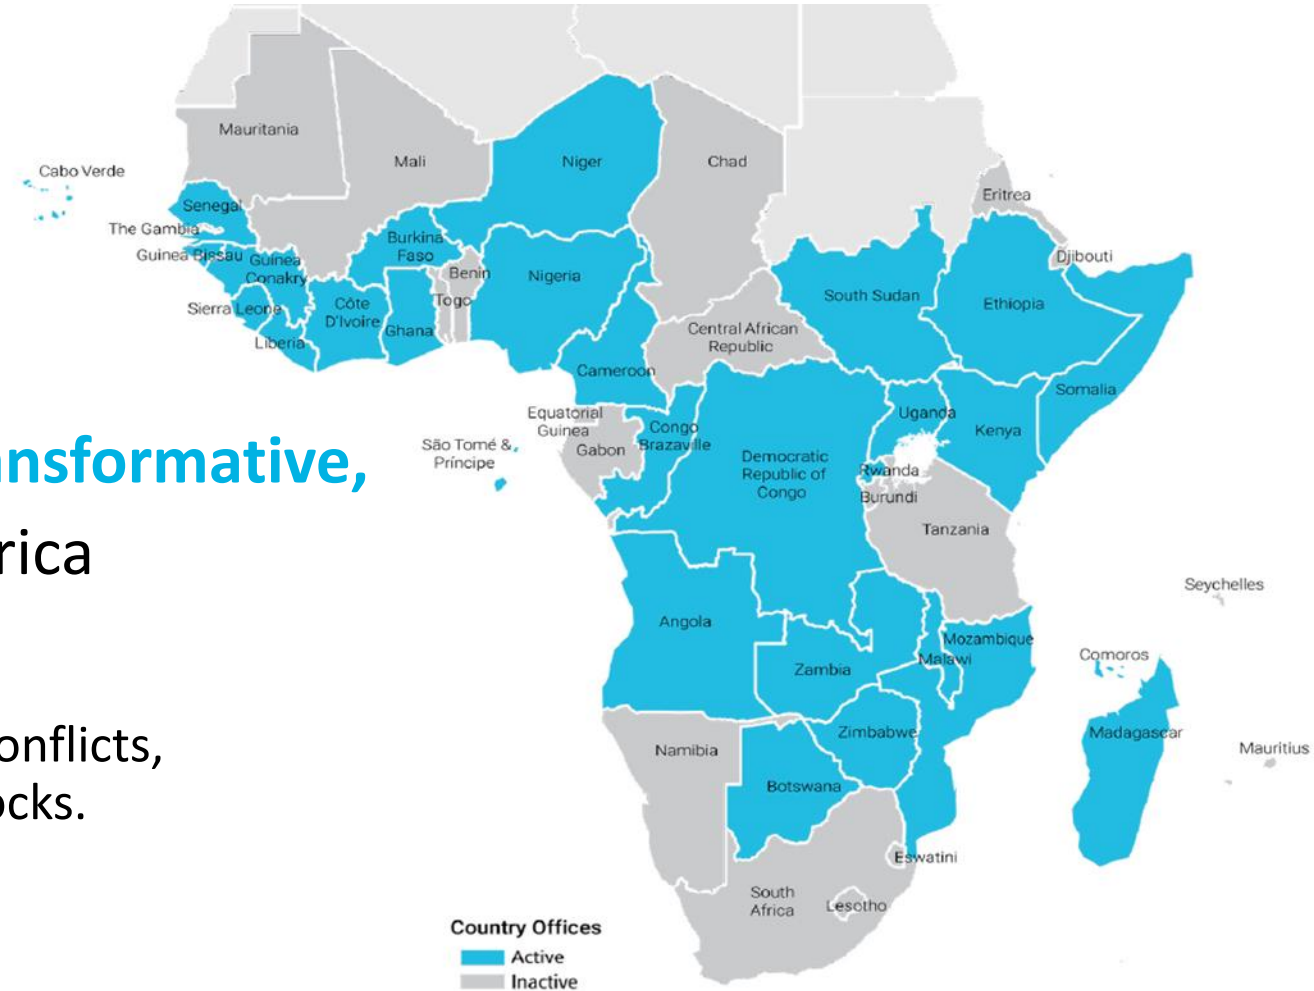 Mauritania
Mali
Niger
Chad
Cabo Verde
Senegal
Eritrea
The Gambia
Burkina
Faso
Guinea Bissau
Guinea
Conakry
Djibouti
Benin
Nigeria
Togo
South Sudan
Ethiopia
Sierra Leone
Côte
D'Ivoire
Ghana
Central African
Republic
Liberia
Cameroon
Somalia
Equatorial
Guinea
Uganda
Congo
Brazaville
Kenya
São Tomé &
Príncipe
Gabon
ansformative,
Democratic
Republic of
Congo
Rwanda
Burundi
Tanzania
rica
Seychelles
Angola
Mozambique
Malawi
Comoros
Zambia
onflicts,
Namibia
Zimbabwe
Madagascar
Mauritius
Botswana
ocks.
Eswatini
South
Africa
Lesotho
Country Offices
Active
Inactive